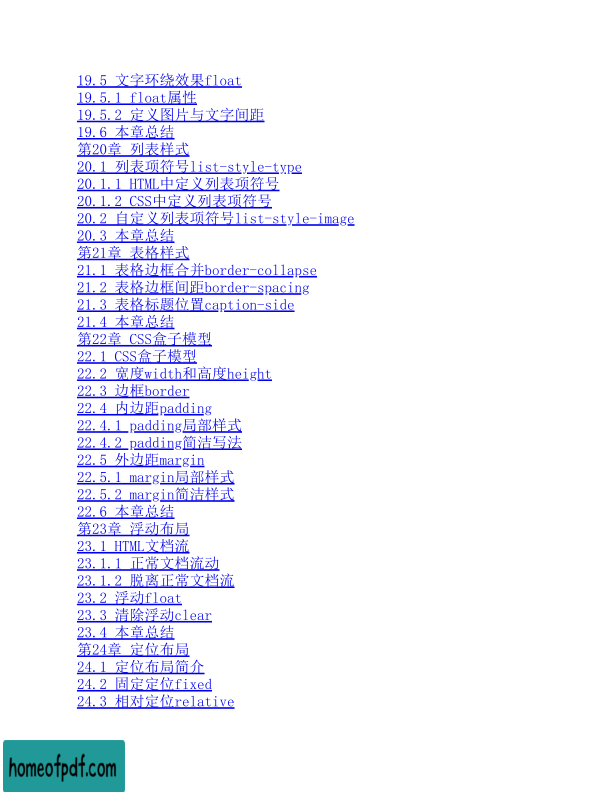 19.5 文字环绕效果float
19.5.1 float属性
19.5.2 定义图片与文字间距
19.6 本章总结
第20章 列表样式
20.1 列表项符号list-style-type
20.1.1 HTML中定义列表项符号
20.1.2 CSS中定义列表项符号
20.2 自定义列表项符号list-style-image
20.3 本章总结
第21章 表格样式
21.1 表格边框合并border-collapse
21.2 表格边框间距border-spacing
21.3 表格标题位置caption-side
21.4 本章总结
第22章 CSS盒子模型
22.1 CSS盒子模型
22.2 宽度width和高度height
22.3 边框border
22.4 内边距padding
22.4.1 padding局部样式
22.4.2 padding简洁写法
22.5 外边距margin
22.5.1 margin局部样式
22.5.2 margin简洁样式
22.6 本章总结
第23章 浮动布局
23.1 HTML文档流
23.1.1 正常文档流动
23.1.2 脱离正常文档流
23.2 浮动float
23.3 清除浮动clear
23.4 本章总结
第24章 定位布局
24.1 定位布局简介
24.2 固定定位fixed
24.3 相对定位relative
homeofpdf.com